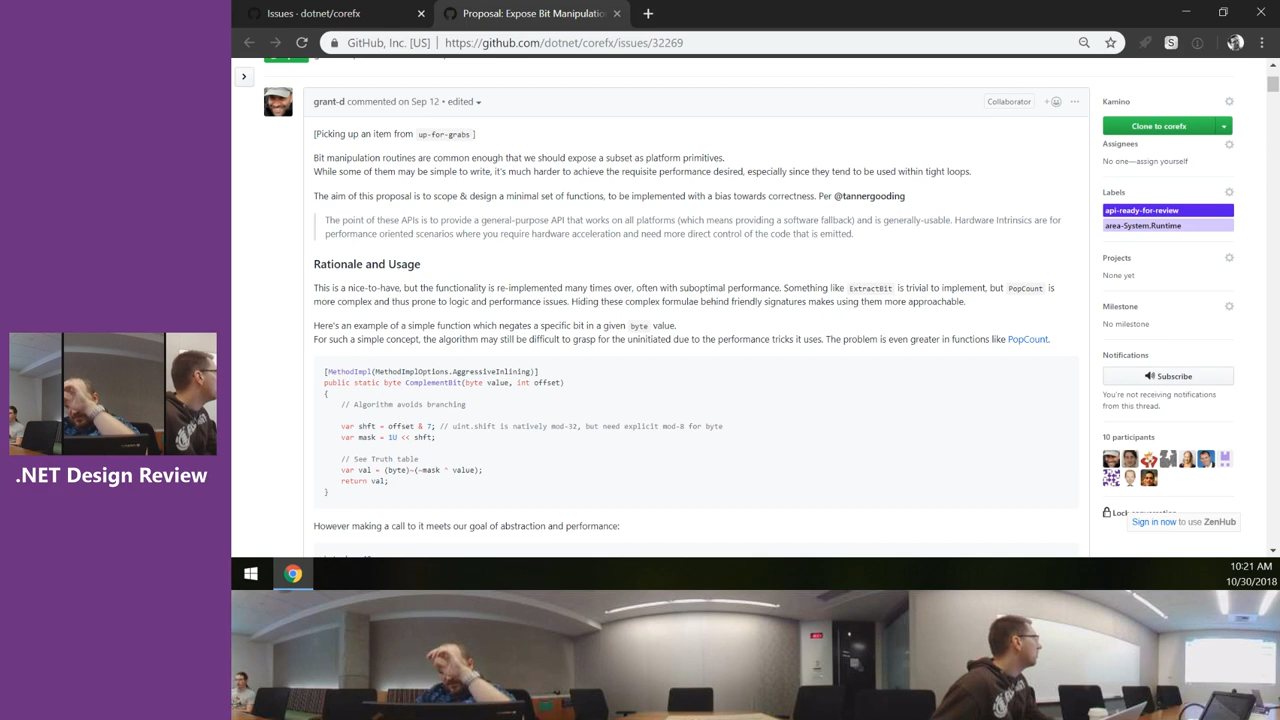 Issues - dotnet/corefx
Proposal: Expose Bit Manipulatio
GitHub, Inc. [US] | https://github.com/dotnet/corefx/issues/32269
grant-d commented on Sep 12 • edited
Collaborator
[Picking up an item from up-for-grabs ]
Bit manipulation routines are common enough that we should expose a subset as platform primitives.
While some of them may be simple to write, it's much harder to achieve the requisite performance desired, especially since they tend to be used within tight loops.
The aim of this proposal is to scope & design a minimal set of functions, to be implemented with a bias towards correctness. Per @tannergooding
The point of these API is to provide a general-purpose API that works on all platforms (which means providing a software fallback) and is generally-usable. Hardware Intrinsics are for
performance oriented scenarios where you require hardware acceleration and need more direct control of the code that is emitted.
Rationale and Usage
This is a nice-to-have, but the functionality is re-implemented many times over, often with suboptimal performance. Something like ExtractBit is trivial to implement, but PopCount is
more complex and thus prone to logic and performance issues. Hiding these complex formulae behind friendly signatures makes using them more approachable.
Here's an example of a simple function which negates a specific bit in a given byte value.
For such a simple concept, the algorithm may still be difficult to grasp for the uninitiated due to the performance tricks it uses. The problem is even greater in functions like PopCount.
[MethodImpl(MethodImplOptions.AggressiveInlining)]
public static byte ComplementBit(byte value, int offset)
{
// Algorithm avoids branching
var shft = offset & 7; // uint.shift is natively mod-32, but need explicit mod-8 for byte
var mask = 1U << shft;
// See Truth table
var val = (byte)~(~mask ^ value);
return val;
}
However making a call to it meets our goal of abstraction and performance:
Kamino
Clone to corefx
Assignees
No one—assign yourself
Labels
api-ready-for-review
area-System.Runtime
Projects
None yet
Milestone
No milestone
Notifications
Subscribe
You're not receiving notifications
from this thread.
10 participants
Lock conversation
Sign in now to use ZenHub
.NET Design Review
10:21 AM
10/30/2018